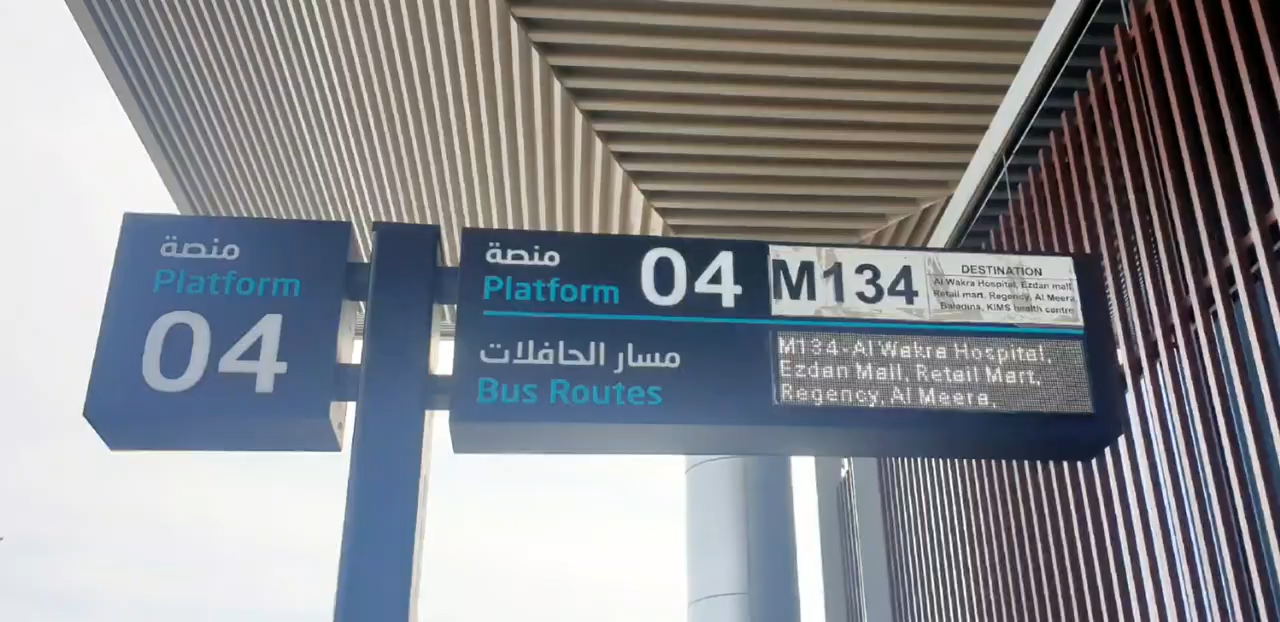 منصة
Platform
04
منصة
Platform 04
مسار الحافلات
Bus Routes
M134
DESTINATION
Al Wakra Hospital, Ezdan mall,
Retail mart, Regency, Al Meera
Baladna, KIMS health centre
M134-Al Wakra Hospital,
Ezdan Mall, Retail Mart,
Regency, Al Meera,